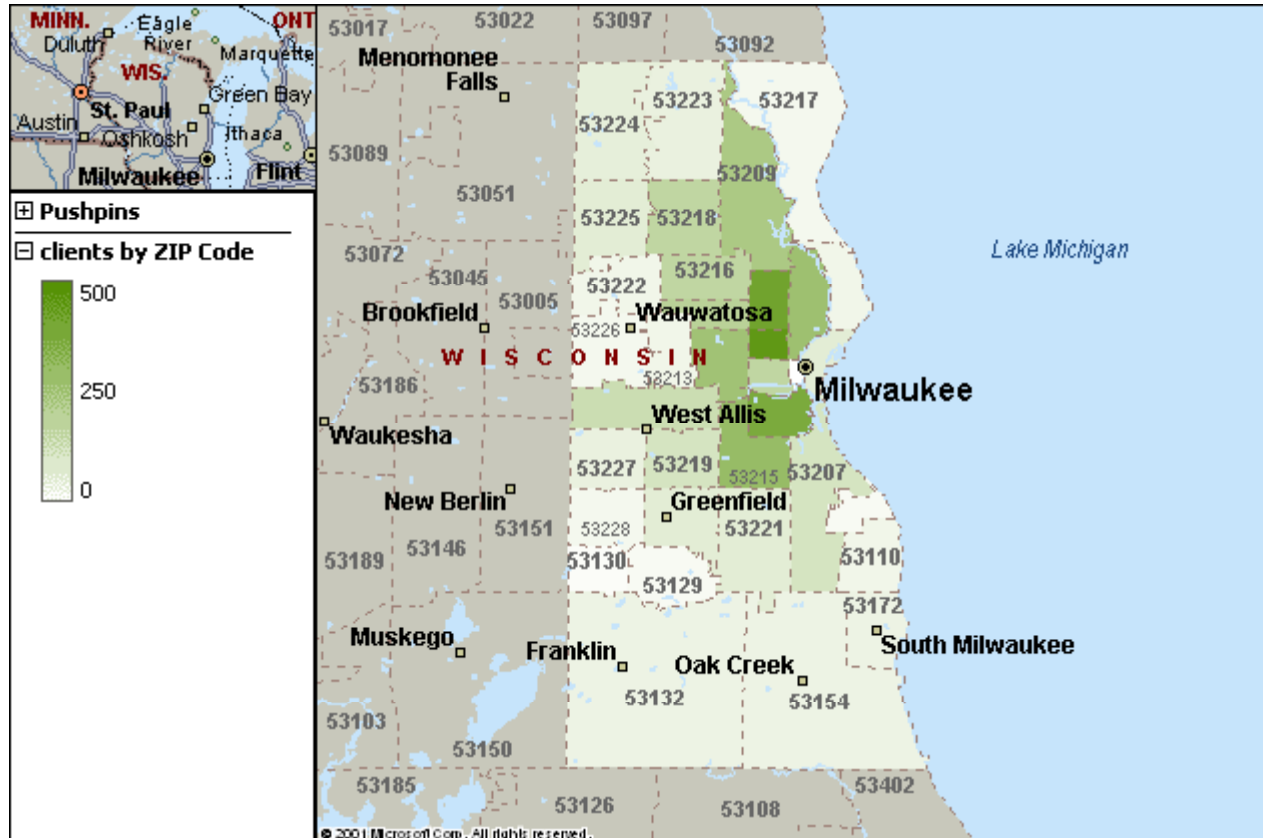 MINN.
Eagle
River
ONT
Duluth
Marquette
WIS.
St. Paul
Green Bay
Austin
Oshkosh
Ithaca
Milwaukee
Flint
Pushpins
clients by ZIP Code
500
250
0
53017
53022
53097
53092
Menomonee
Falls
53223
53217
53224
53089
53209
53051
53225
53218
53072
53045
53216
Lake Michigan
53005
53222
Brookfield
53226
Wauwatosa
WISCONSIN
53186
53213
Milwaukee
West Allis
Waukesha
53227
53219
53215
53207
New Berlin
Greenfield
53151
53228
53221
53146
53189
53130
53110
53129
53172
Muskego
Franklin
Oak Creek
South Milwaukee
53132
53154
53103
53150
53185
53126
53108
53402
© 2001 Microsoft Corp. All rights reserved.